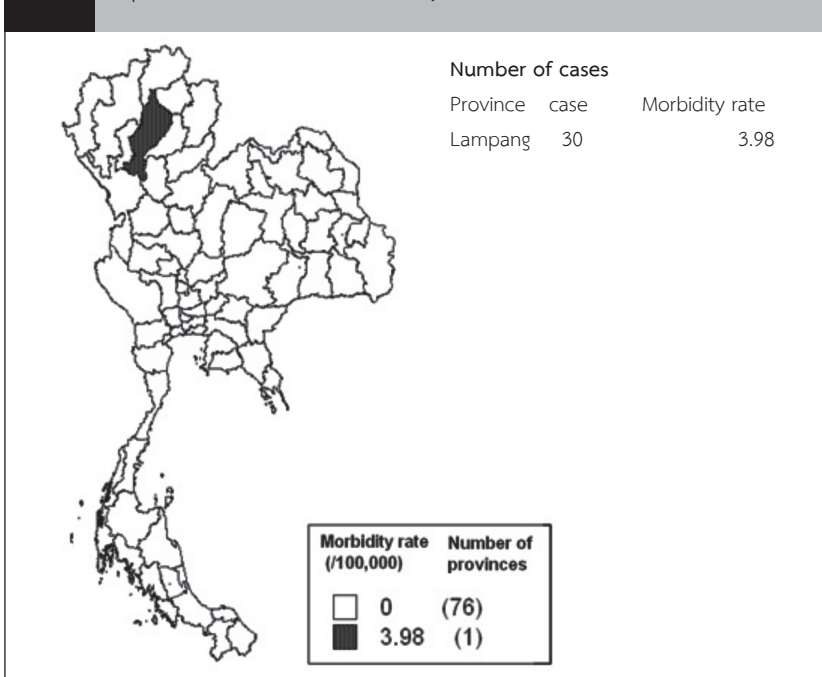 Number of cases
Province case Morbidity rate
Lampang 30 3.98
Morbidity rate Number of
(/100,000) provinces
0 (76)
3.98 (1)